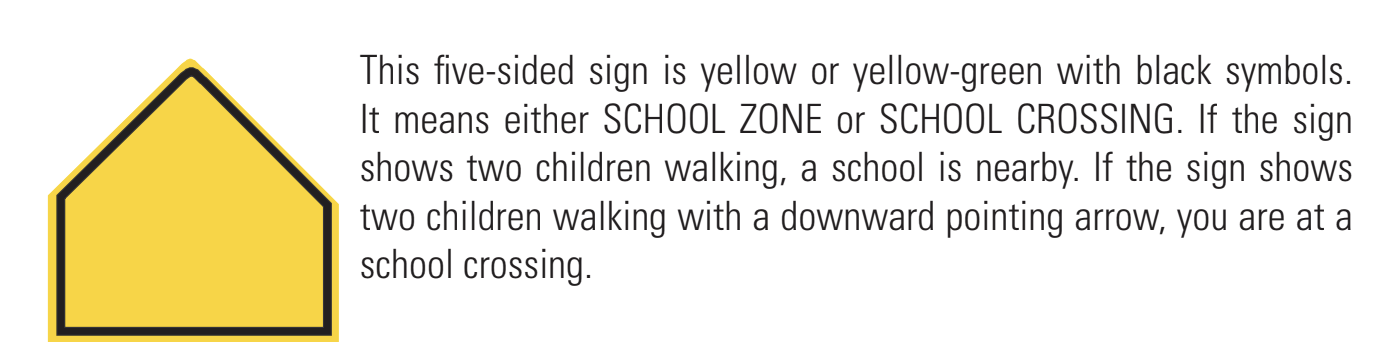 This five-sided sign is yellow or yellow-green with black symbols.
It means either SCHOOL ZONE or SCHOOL CROSSING. If the sign
shows two children walking, a school is nearby. If the sign shows
two children walking with a downward pointing arrow, you are at a
school crossing.